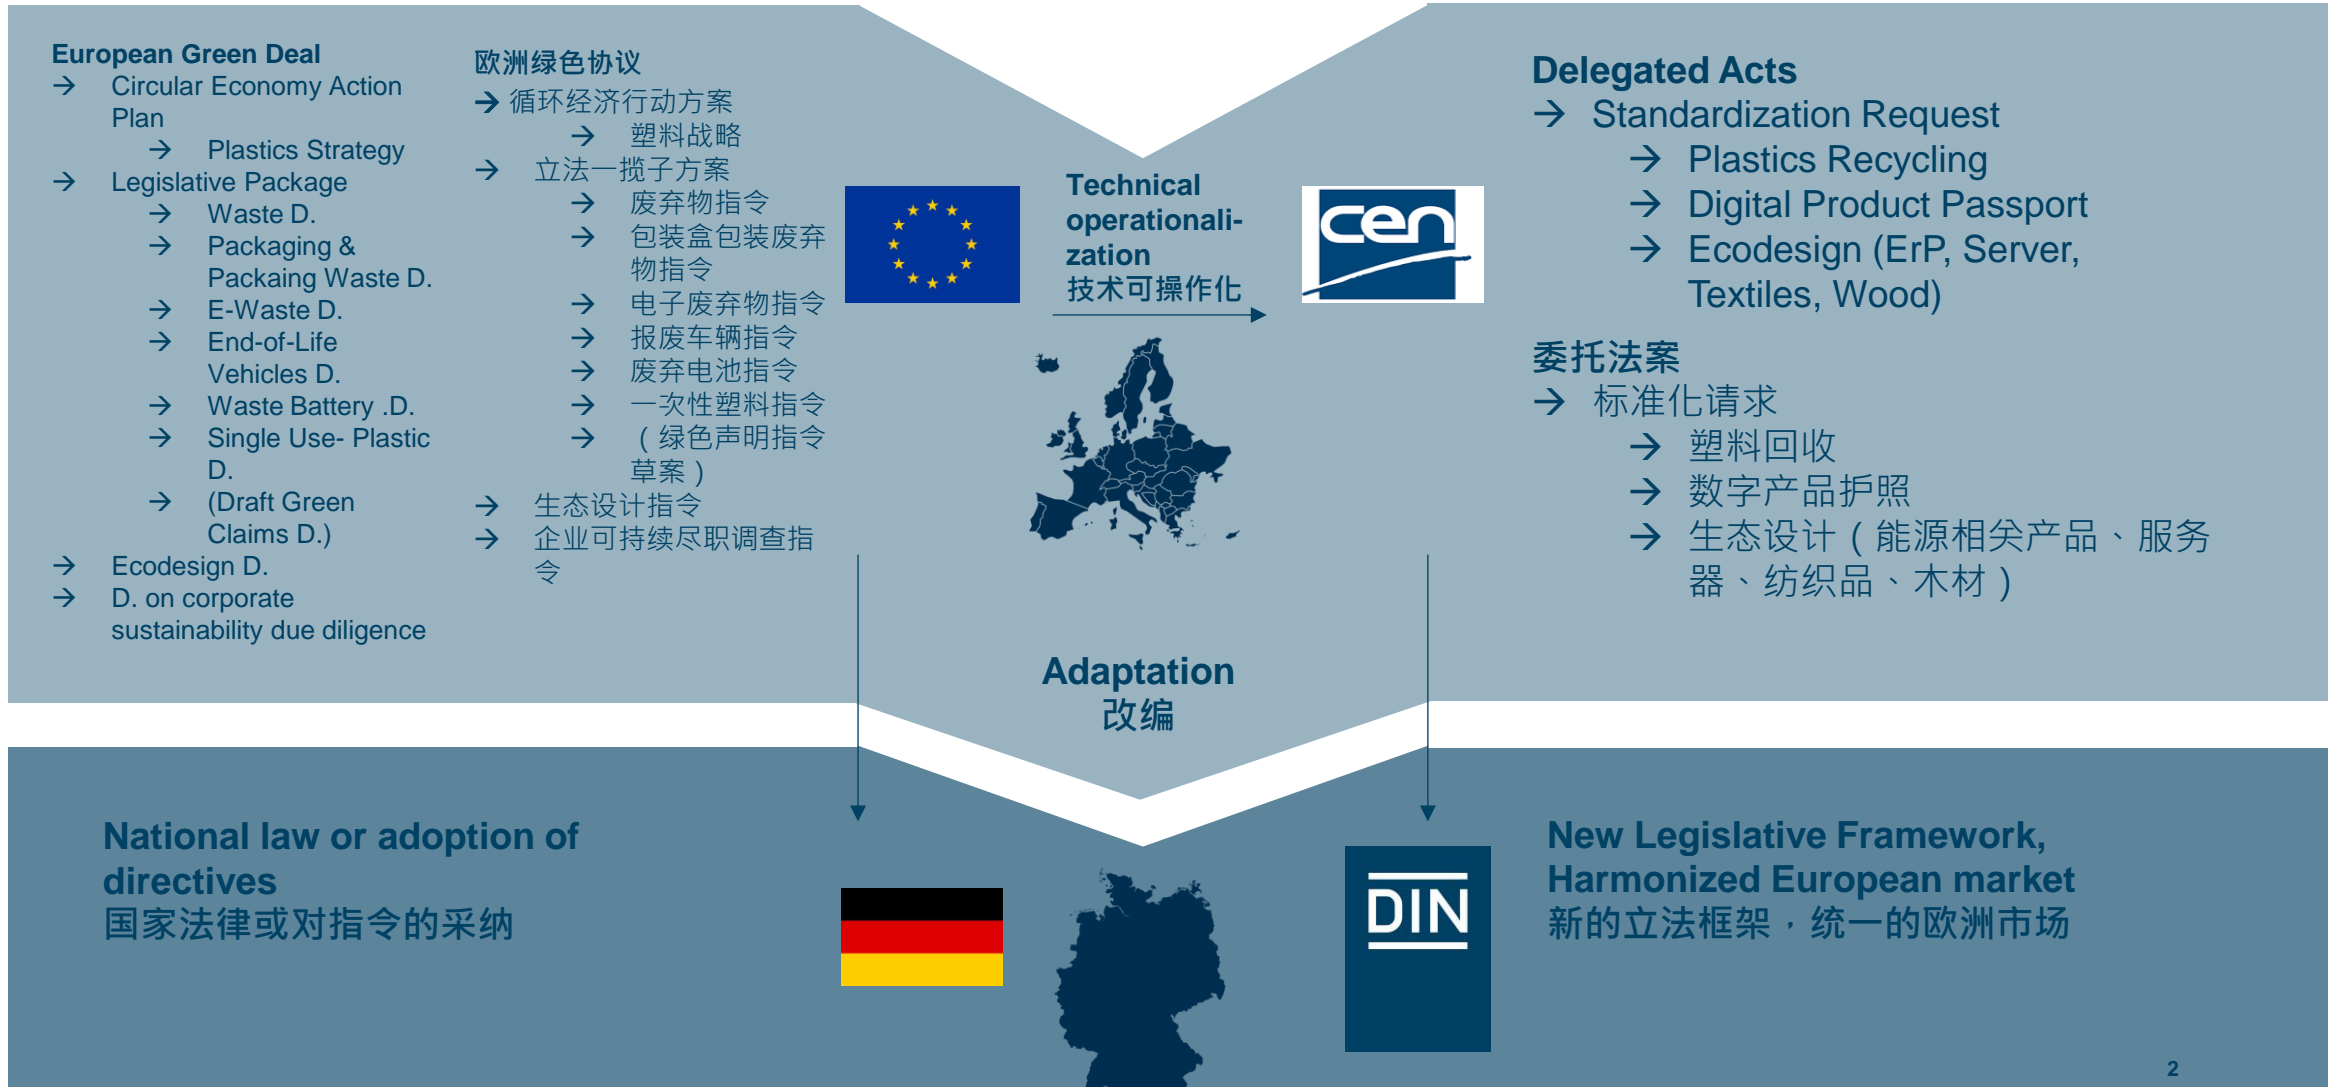 European Green Deal
→ Circular Economy Action
Plan
→ Plastics Strategy
→ Legislative Package
→ Waste D.
→ Packaging &
Packaing Waste D.
→ E-Waste D.
→ End-of-Life
Vehicles D.
→ Waste Battery .D.
→ Single Use- Plastic
D.
→ (Draft Green
Claims D.)
→ Ecodesign D.
→ D. on corporate
sustainability due diligence
欧洲绿色协议
→ 循环经济行动方案
→ 塑料战略
→ 立法一揽子方案
→ 废弃物指令
→ 包装盒包装废弃
物指令
→ 电子废弃物指令
→ 报废车辆指令
→ 废弃电池指令
→ 一次性塑料指令
→ （绿色声明指令
草案）
→ 生态设计指令
→ 企业可持续尽职调查指
令
Technical
operationali-
zation
技术可操作化
cen
Delegated Acts
→ Standardization Request
→ Plastics Recycling
→ Digital Product Passport
→ Ecodesign (ErP, Server,
Textiles, Wood)
委托法案
→ 标准化请求
→ 塑料回收
→ 数字产品护照
→ 生态设计（能源相关产品、服务
器、纺织品、木材）
Adaptation
改编
National law or adoption of
directives
国家法律或对指令的采纳
DIN
New Legislative Framework,
Harmonized European market
新的立法框架，统一的欧洲市场
2